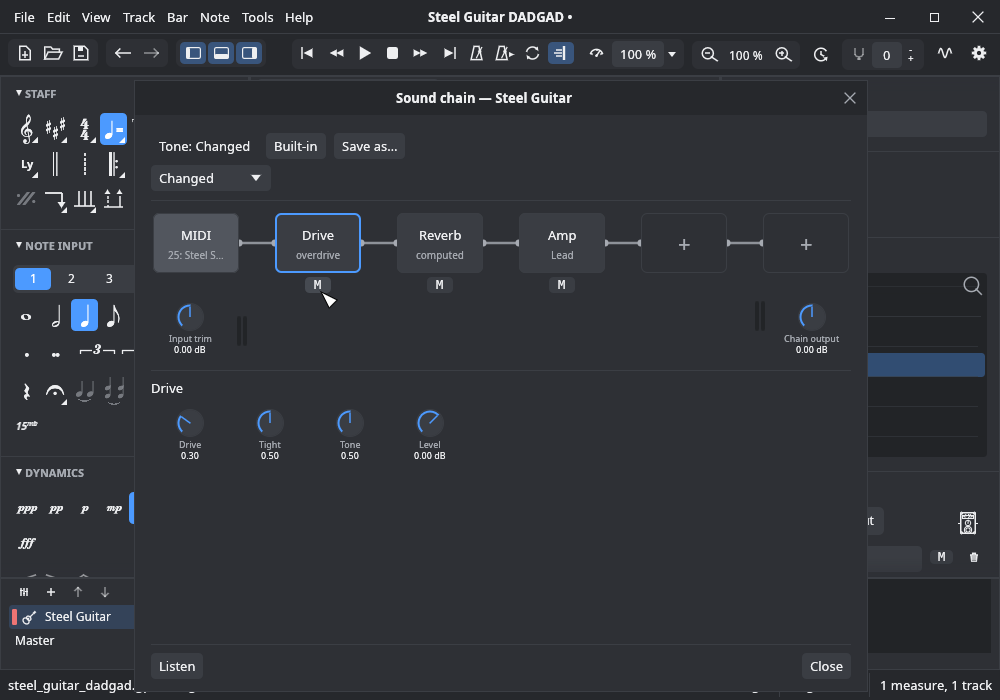 File Edit View Track Bar Note Tools Help
Steel Guitar DADGAD •
100 %
100 %
0
STAFF
Sound chain — Steel Guitar
Tone: Changed
Built-in
Save as...
Changed
Ly
NOTE INPUT
1 2 3
MIDI
25: Steel S...
Drive
overdrive
Reverb
computed
Amp
Lead
+
+
M
M
M
Input trim
0.00 dB
Chain output
0.00 dB
3
15mb
Drive
Drive
0.30
Tight
0.50
Tone
0.50
Level
0.00 dB
DYNAMICS
ppp pp p mp
fff
M
Steel Guitar
Master
Listen
Close
1 measure, 1 track